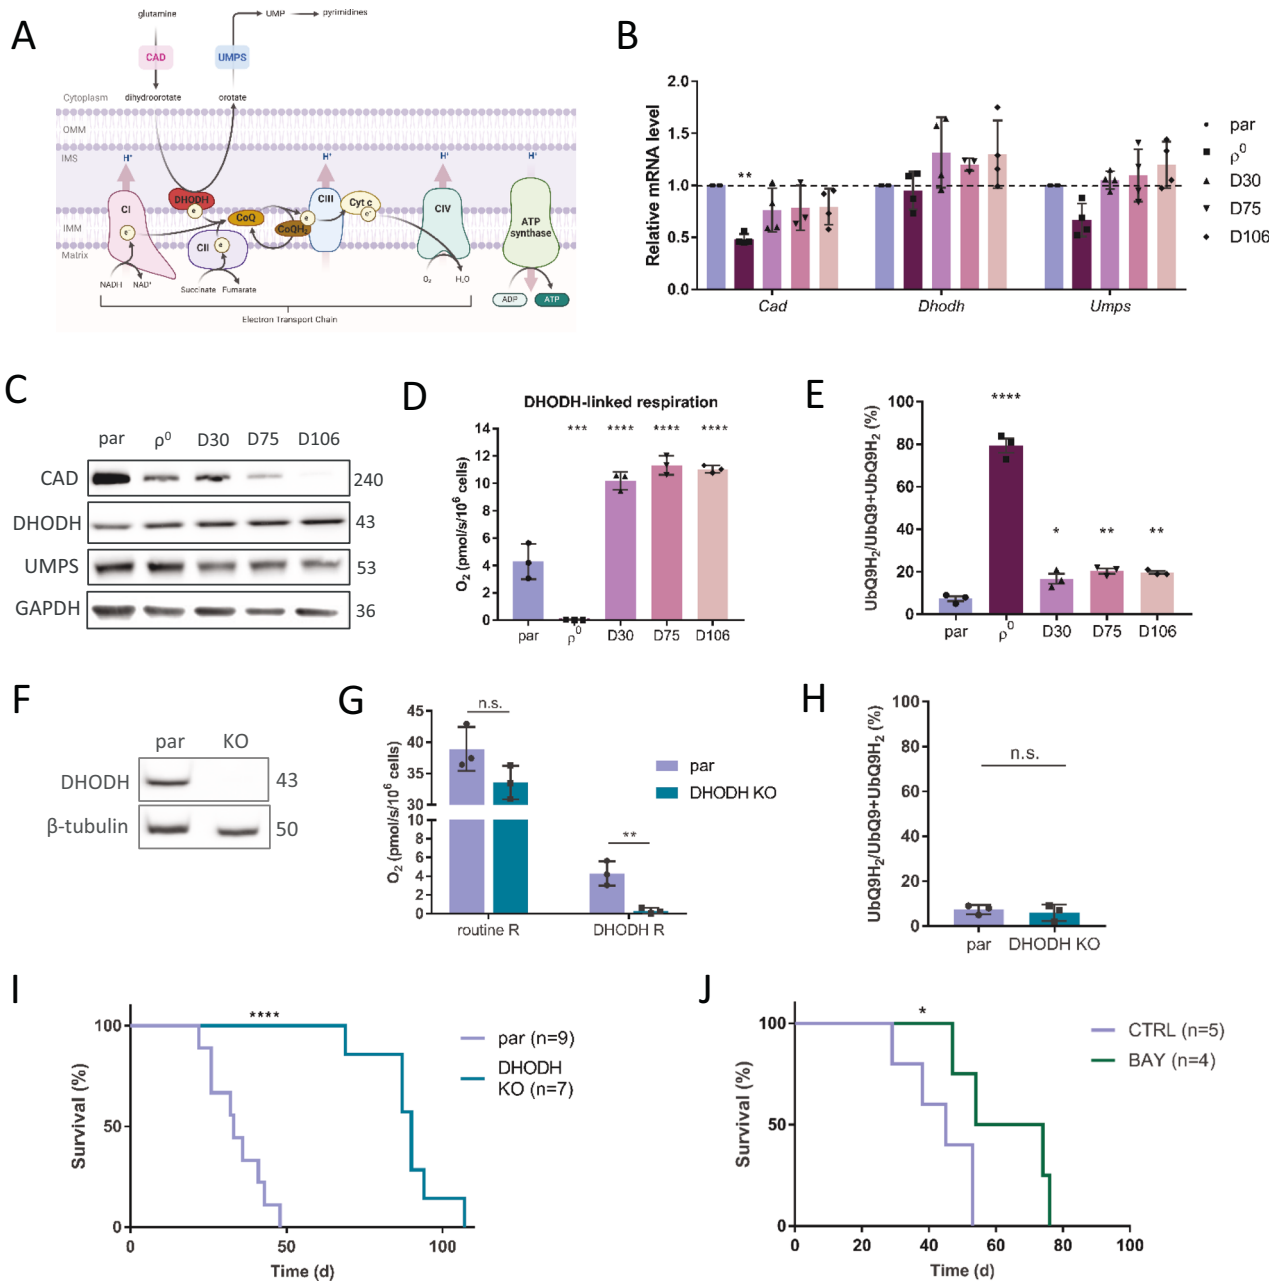 A
glutamine
UMP
pyrimidines
CAD
UMPS
Cytoplasm
dihydroorotate
orotate
OMM
IMS
H⁺
H⁺
H⁺
H⁺
DHODH
CI
e⁻
e⁻
CoQ
CoQH₂
e⁻
CIII
Cyt c
e⁻
CIV
ATP
synthase
IMM
CII
e⁻
Matrix
NADH
NAD⁺
Succinate
Fumarate
O₂
H₂O
ADP
ATP
Electron Transport Chain
B
Relative mRNA level
2.0
1.5
1.0
0.5
0.0
**
Cad
Dhodh
Umps
par
ρ⁰
D30
D75
D106
C
par ρ⁰ D30 D75 D106
CAD 240
DHODH 43
UMPS 53
GAPDH 36
D
DHODH-linked respiration
O₂ (pmol/s/10⁶ cells)
14
12
10
8
6
4
2
0
*** **** **** ****
par ρ⁰ D30 D75 D106
E
UbQ9H₂/UbQ9+UbQ9H₂ (%)
100
80
60
40
20
0
****
* ** **
par ρ⁰ D30 D75 D106
F
par KO
DHODH 43
β-tubulin 50
G
O₂ (pmol/s/10⁶ cells)
45
40
35
30
10
8
6
4
2
0
n.s.
**
routine R DHODH R
par
DHODH KO
H
UbQ9H₂/UbQ9+UbQ9H₂ (%)
100
80
60
40
20
0
n.s.
par DHODH KO
I
Survival (%)
100
50
0
****
0 50 100
Time (d)
par (n=9)
DHODH
KO (n=7)
J
Survival (%)
100
50
0
*
0 20 40 60 80 100
Time (d)
CTRL (n=5)
BAY (n=4)